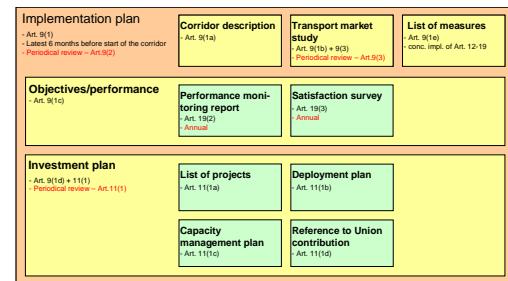 Implementation plan
- Art. 9(1)
- Latest 6 months before start of the corridor
- Periodical review – Art.9(2)
Corridor description
- Art. 9(1a)
Transport market
study
- Art. 9(1b) + 9(3)
- Periodical review – Art.9(3)
List of measures
- Art. 9(1e)
- conc. impl. of Art. 12-19
Objectives/performance
- Art. 9(1c)
Performance moni-
toring report
- Art. 19(2)
- Annual
Satisfaction survey
- Art. 19(3)
- Annual
Investment plan
- Art. 9(1d) + 11(1)
- Periodical review – Art.11(1)
List of projects
- Art. 11(1a)
Deployment plan
- Art. 11(1b)
Capacity
management plan
- Art. 11(1c)
Reference to Union
contribution
- Art. 11(1d)